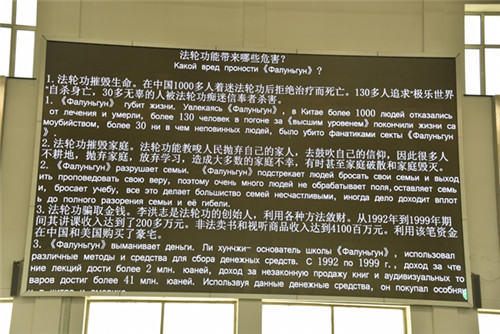 法轮功能带来哪些危害?
Какой вред проности《Фалуньгун》?
1.法轮功摧毁生命。在中国1000多人着迷法轮功后拒绝治疗而死亡。130多人追求“极乐世界
”自杀身亡。30多无辜的人被法轮功痴迷信奉者杀害。
1. 《Фалуньгун》 губит жизни. Увлекаясь《Фалуньгун》, в Китае более 1000 людей отказались
от лечения и умерли, более 130 человек в погоне за《высшим уровенем》покончили жизни са
моубийством, более 30 ни в чем неповинных людей, было убито фанатиками секты《Фалуньгун》
.
2.法轮功摧毁家庭。法轮功能教唆人民抛弃自己的家人,去鼓吹自己的信仰,因此很多人
不耕地,抛弃家庭,放弃学习,造成大多数的家庭不幸,有时甚至家庭破散和家庭毁灭。
2. 《Фалуньгун》разрушает семьи. 《Фалуньгун》подстрекает людей бросать свои семьи и выход
ить проповедовать свою веру, поэтому очень много людей не обрабатывает поля,оставляет семь
и, бросает учебу, все это делает большинство семей несчастливыми, иногда дело доходит вплот
ь до полного разорения семьи и её гибели.
3.法轮功骗取金钱。李洪志是法轮功的创始人,利用各种方法敛财。从1992年到1999年期
间其讲课收入达到了200多万元。非法卖书和视听商品收入达到4100万元。利用该笔资金
在中国和美国购买了豪宅。
3. 《Фалуньгун》выманивает деньги. Ли хунчжи- основатель школы《Фалуньгун》, использовал
различные методы и средства для сбора денежных средств. С 1992 по 1999 г., доход за чте
ние лекций достиг более 2 млн. юаней, доход за незаконную продажу книг и аудивизуальных то
варов достиг более 41 млн. юаней. Используя данные денежные средства, он покупал особня